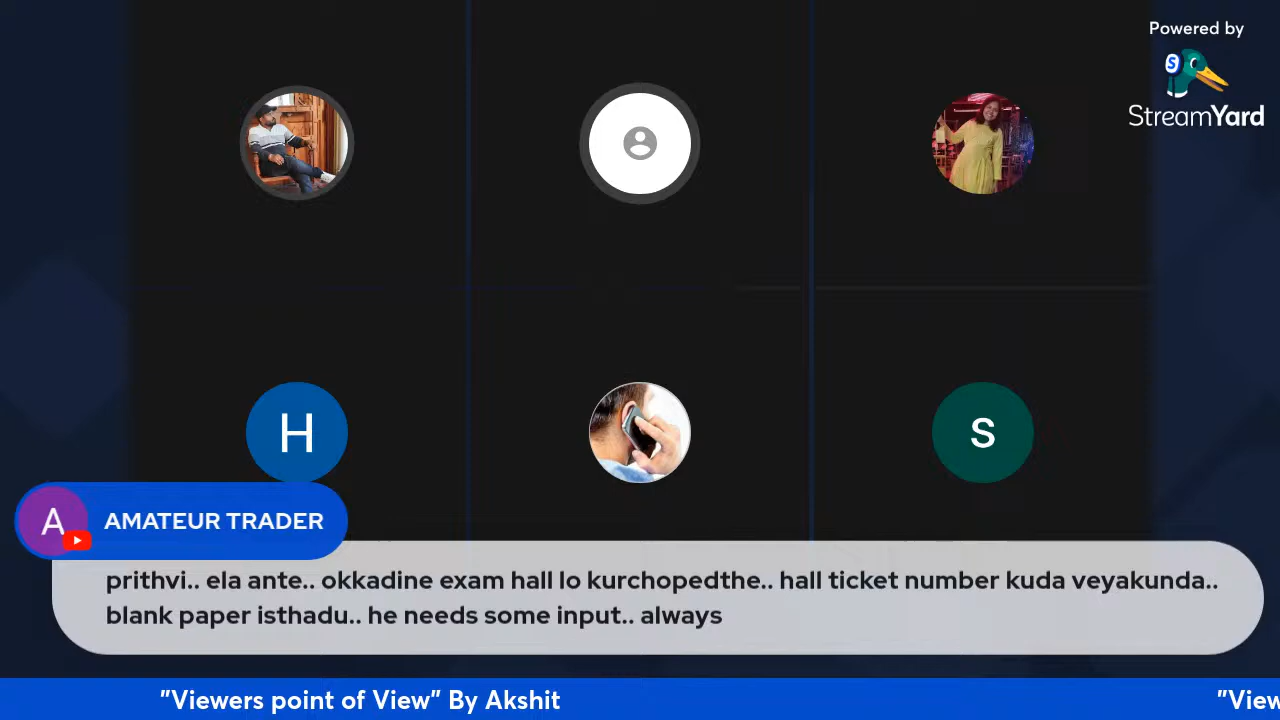 Powered by
S
StreamYard
H
S
A
AMATEUR TRADER
prithvi.. ela ante.. okkadine exam hall lo kurchopedthe.. hall ticket number kuda veyakunda..
blank paper isthadu.. he needs some input.. always
"Viewers point of View" By Akshit
"View